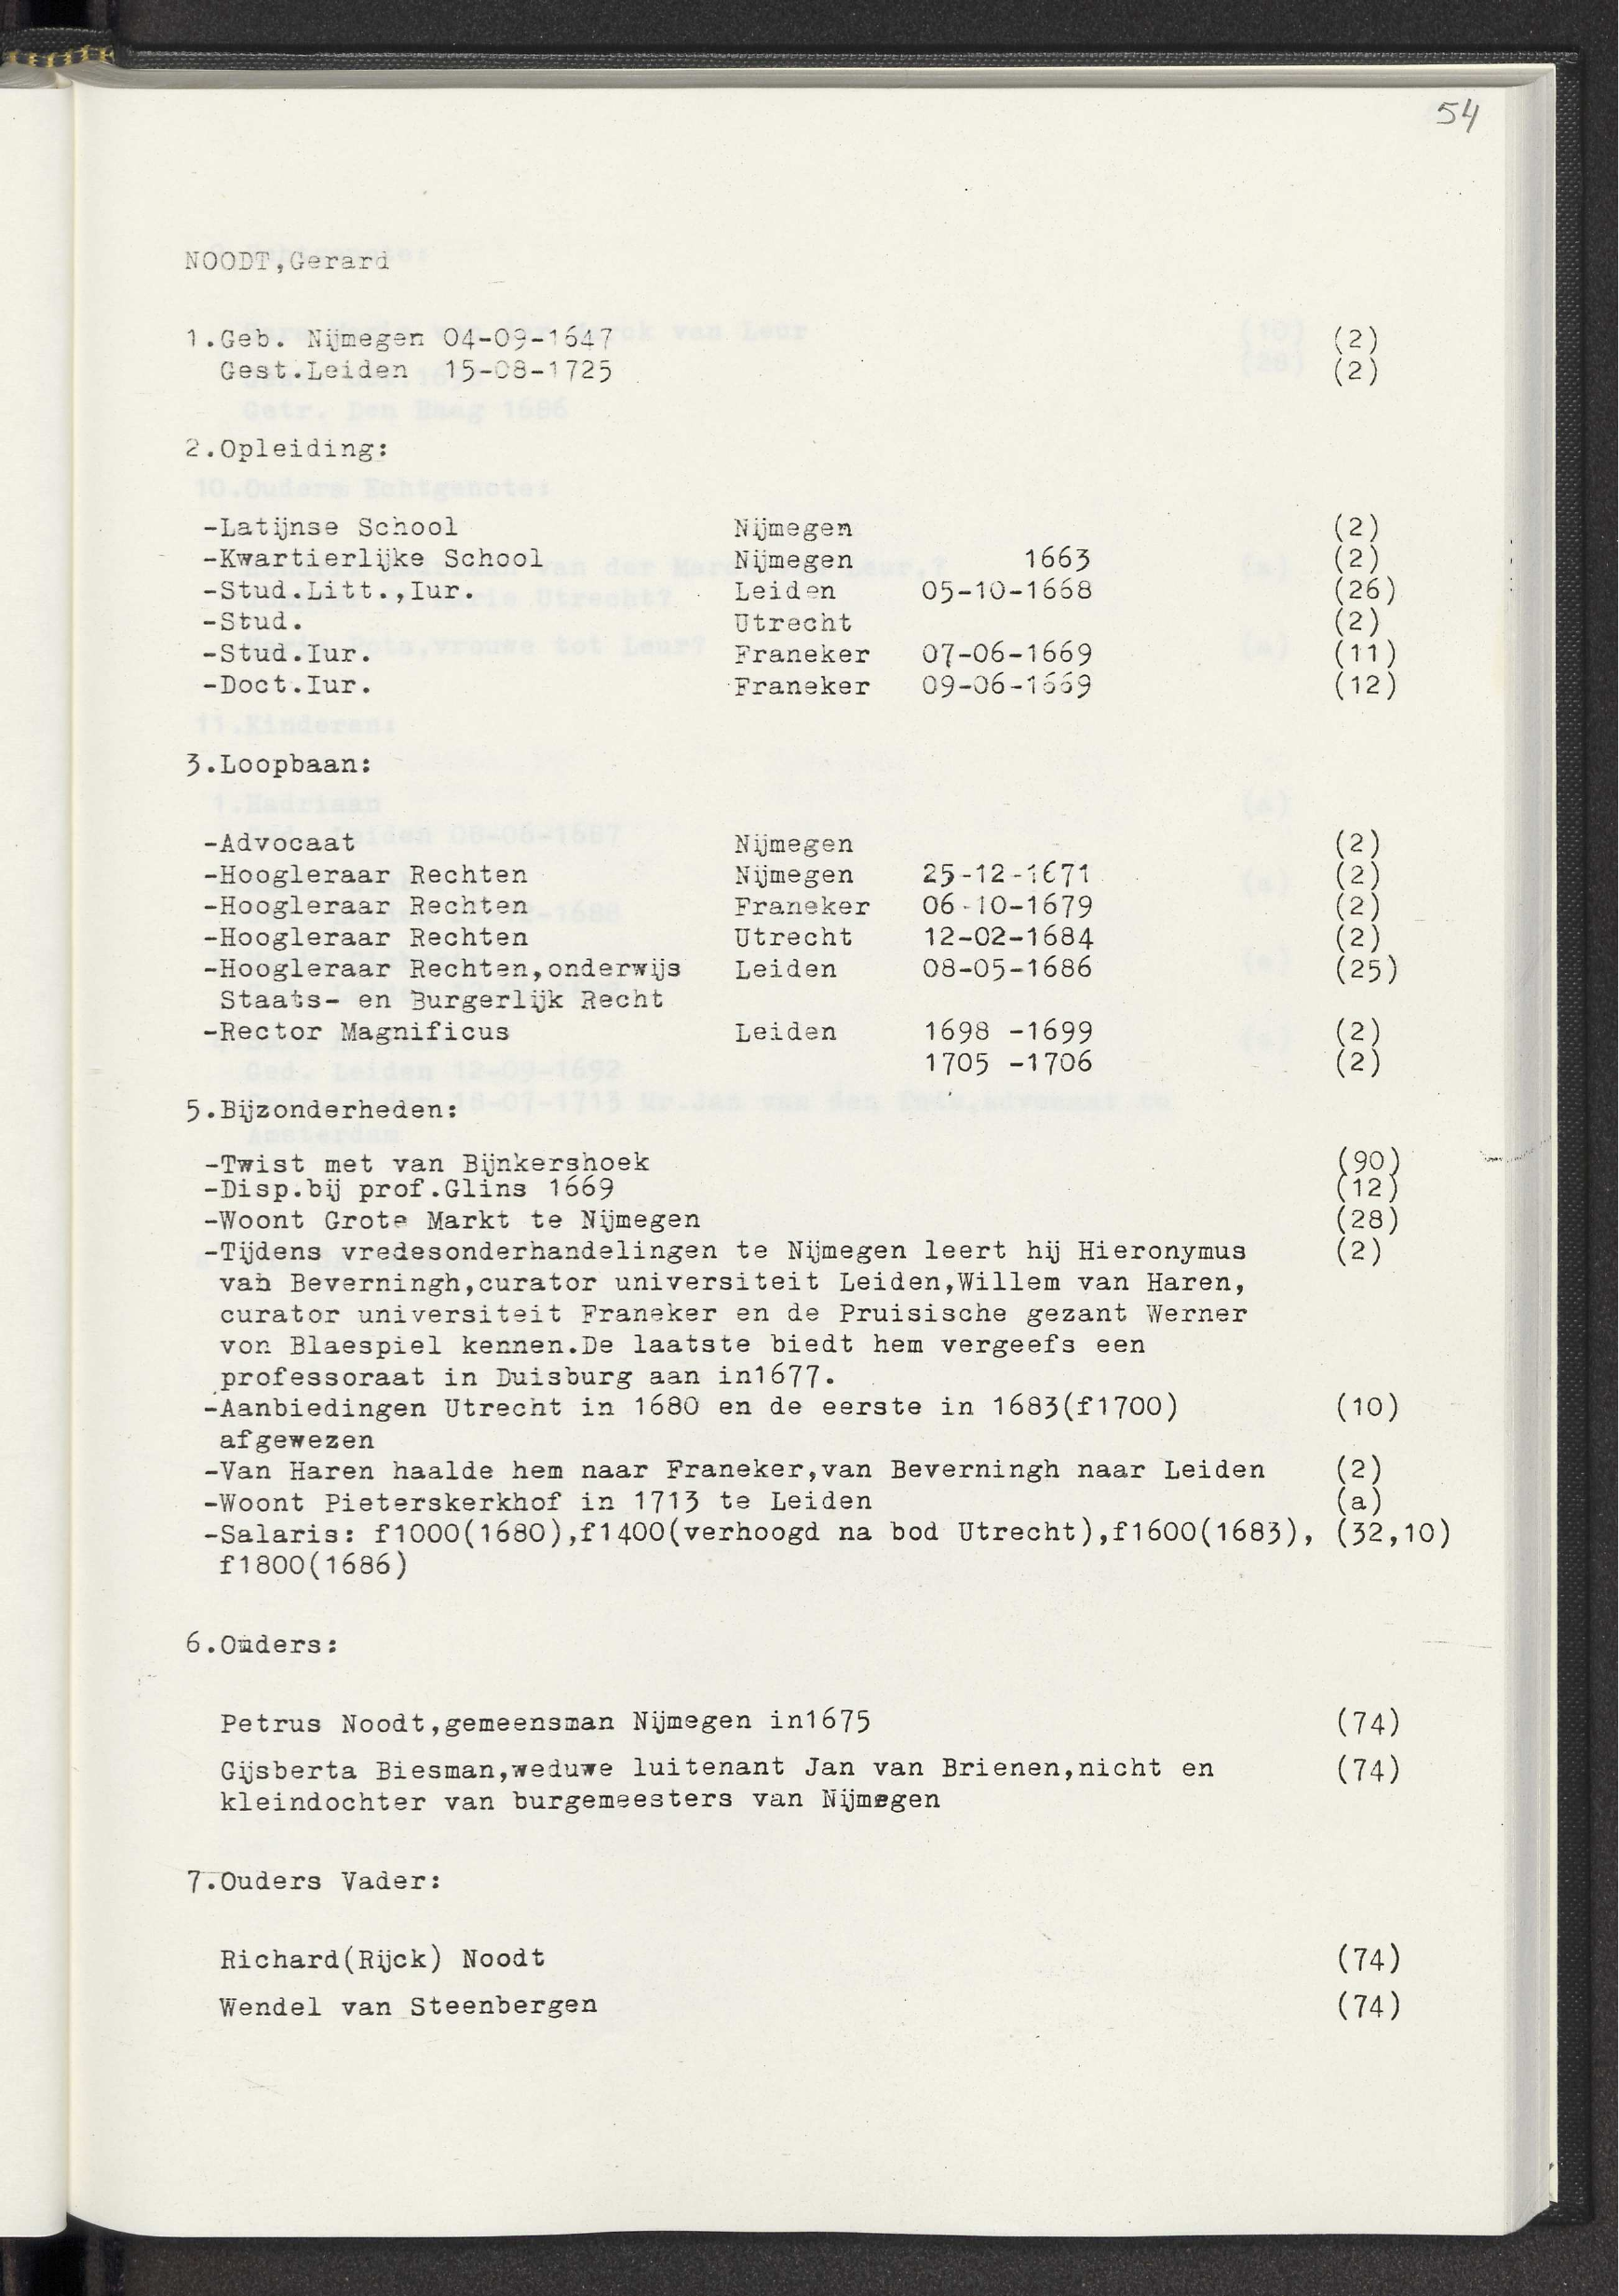 54
NOODT,Gerard
1.Geb. Nijmegen 04-09-1647 (2)
Gest.Leiden 15-08-1725 (2)
2.Opleiding:
-Latijnse School Nijmegen (2)
-Kwartierlijke School Nijmegen 1663 (2)
-Stud.Litt.,Iur. Leiden 05-10-1668 (26)
-Stud. Utrecht (2)
-Stud.Iur. Franeker 07-06-1669 (11)
-Doct.Iur. Franeker 09-06-1669 (12)
3.Loopbaan:
-Advocaat Nijmegen (2)
-Hoogleraar Rechten Nijmegen 25-12-1671 (2)
-Hoogleraar Rechten Franeker 06-10-1679 (2)
-Hoogleraar Rechten Utrecht 12-02-1684 (2)
-Hoogleraar Rechten,onderwijs Leiden 08-05-1686 (25)
Staats- en Burgerlijk Recht
-Rector Magnificus Leiden 1698 -1699 (2)
1705 -1706 (2)
5.Bijzonderheden:
-Twist met van Bijnkershoek (90)
-Disp.bij prof.Glins 1669 (12)
-Woont Grote Markt te Nijmegen (28)
-Tijdens vredesonderhandelingen te Nijmegen leert hij Hieronymus (2)
van Beverningh,curator universiteit Leiden,Willem van Haren,
curator universiteit Franeker en de Pruisische gezant Werner
von Blaespiel kennen.De laatste biedt hem vergeefs een
professoraat in Duisburg aan in1677.
-Aanbiedingen Utrecht in 1680 en de eerste in 1683(f1700) (10)
afgewezen
-Van Haren haalde hem naar Franeker,van Beverningh naar Leiden (2)
-Woont Pieterskerkhof in 1713 te Leiden (a)
-Salaris: f1000(1680),f1400(verhoogd na bod Utrecht),f1600(1683), (32,10)
f1800(1686)
6.Ouders:
Petrus Noodt,gemeensman Nijmegen in1675 (74)
Gijsberta Biesman,weduwe luitenant Jan van Brienen,nicht en (74)
kleindochter van burgemeesters van Nijmegen
7.Ouders Vader:
Richard(Rijck) Noodt (74)
Wendel van Steenbergen (74)